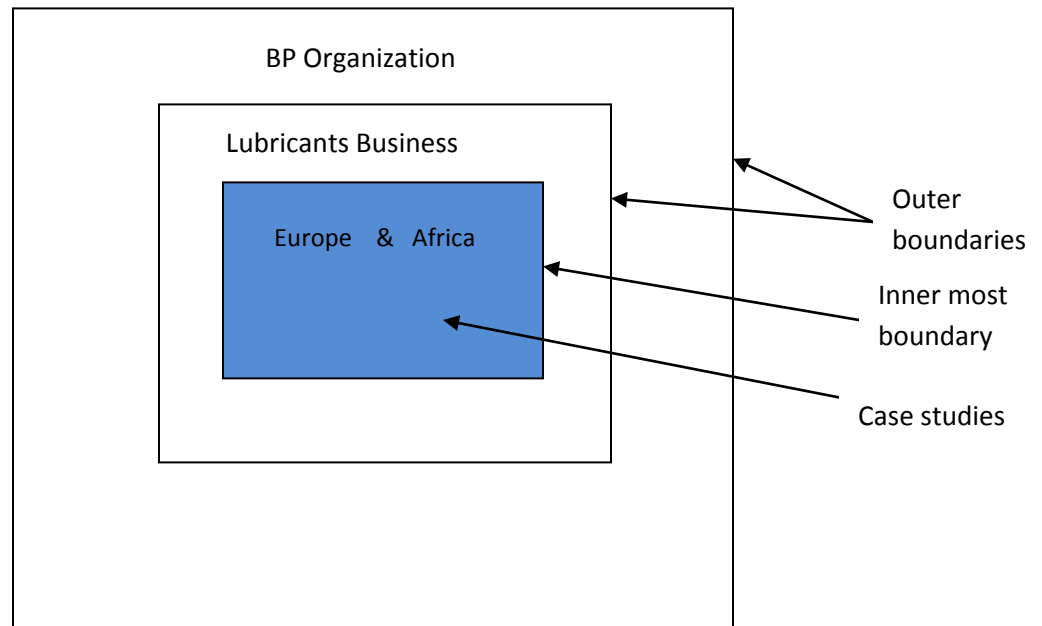 BP Organization
Lubricants Business
Europe & Africa
Outer
boundaries
Inner most
boundary
Case studies